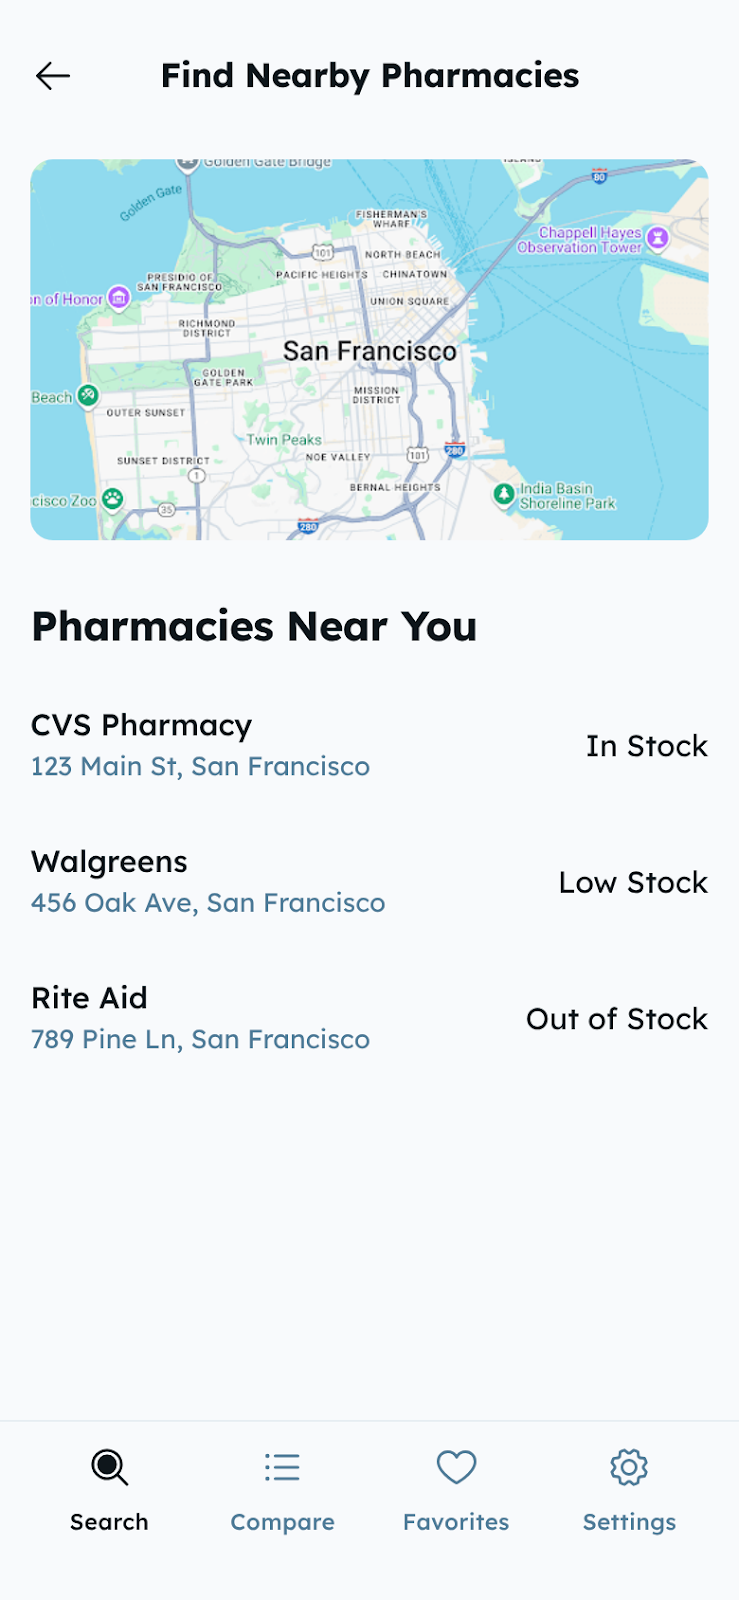 Find Nearby Pharmacies
Golden Gate Bridge
80
Golden Gate
FISHERMAN'S
WHARF
Chappell Hayes
Observation Tower
101
NORTH BEACH
PACIFIC HEIGHTS
CHINATOWN
PRESIDIO OF
SAN FRANCISCO
on of Honor
UNION SQUARE
RICHMOND
DISTRICT
San Francisco
GOLDEN
GATE PARK
MISSION
DISTRICT
Beach
OUTER SUNSET
Twin Peaks
SUNSET DISTRICT
NOE VALLEY
101
280
1
BERNAL HEIGHTS
India Basin
Shoreline Park
cisco Zoo
35
280
Pharmacies Near You
CVS Pharmacy
123 Main St, San Francisco
In Stock
Walgreens
456 Oak Ave, San Francisco
Low Stock
Rite Aid
789 Pine Ln, San Francisco
Out of Stock
Search
Compare
Favorites
Settings